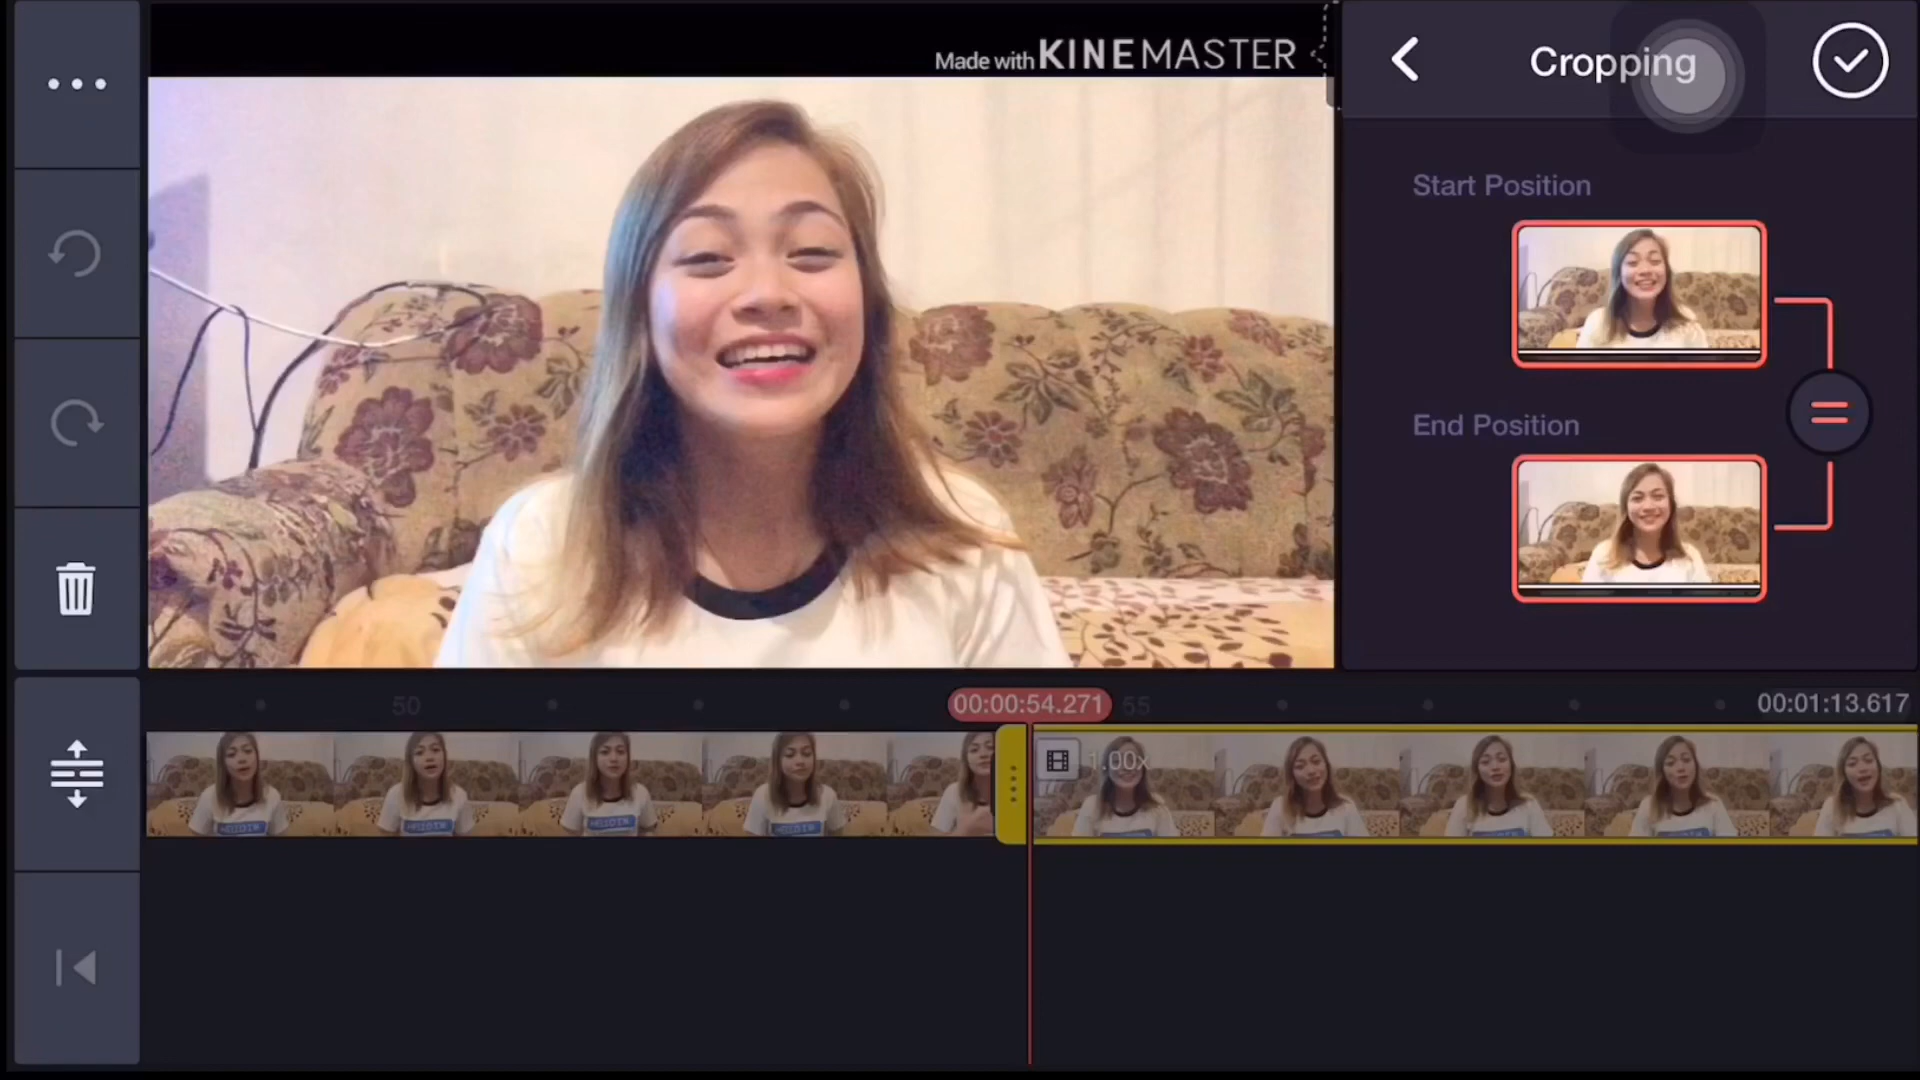 Made with KINEMASTER
Cropping
Start Position
End Position
50
00:00:54.271
55
00:01:13.617
1.00x